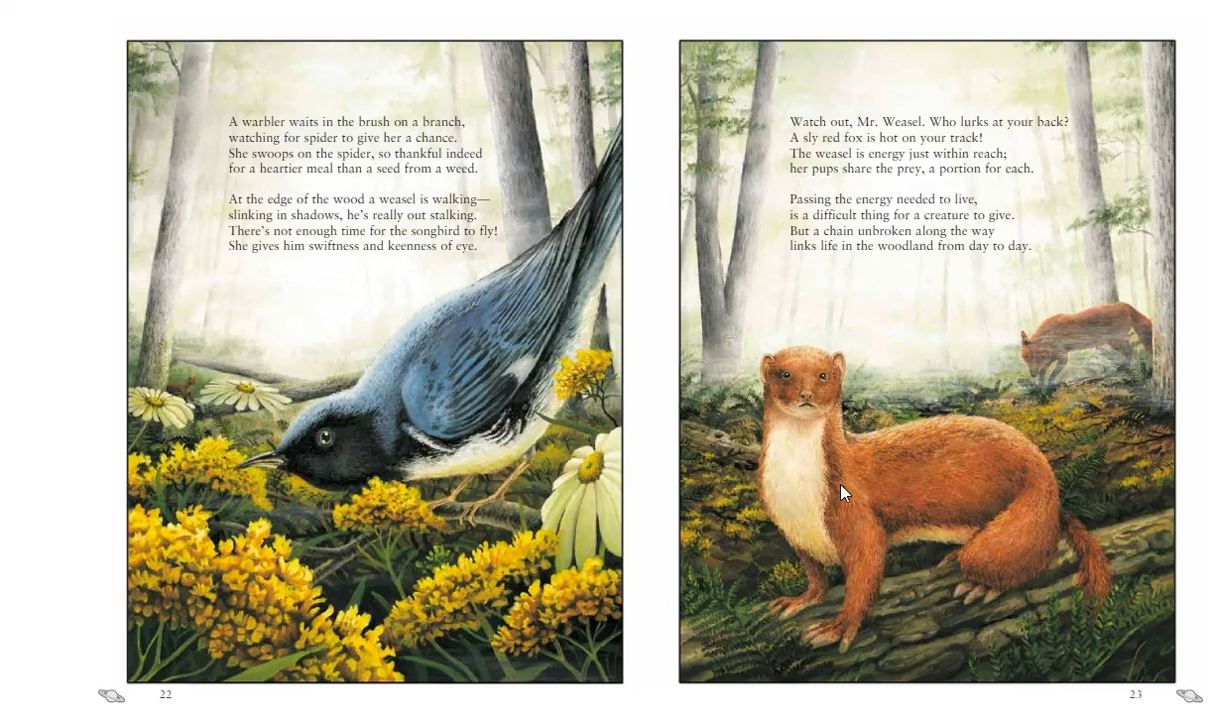 A warbler waits in the brush on a branch,
watching for spider to give her a chance.
She swoops on the spider, so thankful indeed
for a heartier meal than a seed from a weed.
At the edge of the wood a weasel is walking—
slinking in shadows, he's really out stalking.
There's not enough time for the songbird to fly!
She gives him swiftness and keenness of eye.
22
Watch out, Mr. Weasel. Who lurks at your back?
A sly red fox is hot on your track!
The weasel is energy just within reach;
her pups share the prey, a portion for each.
Passing the energy needed to live,
is a difficult thing for a creature to give.
But a chain unbroken along the way
links life in the woodland from day to day.
23